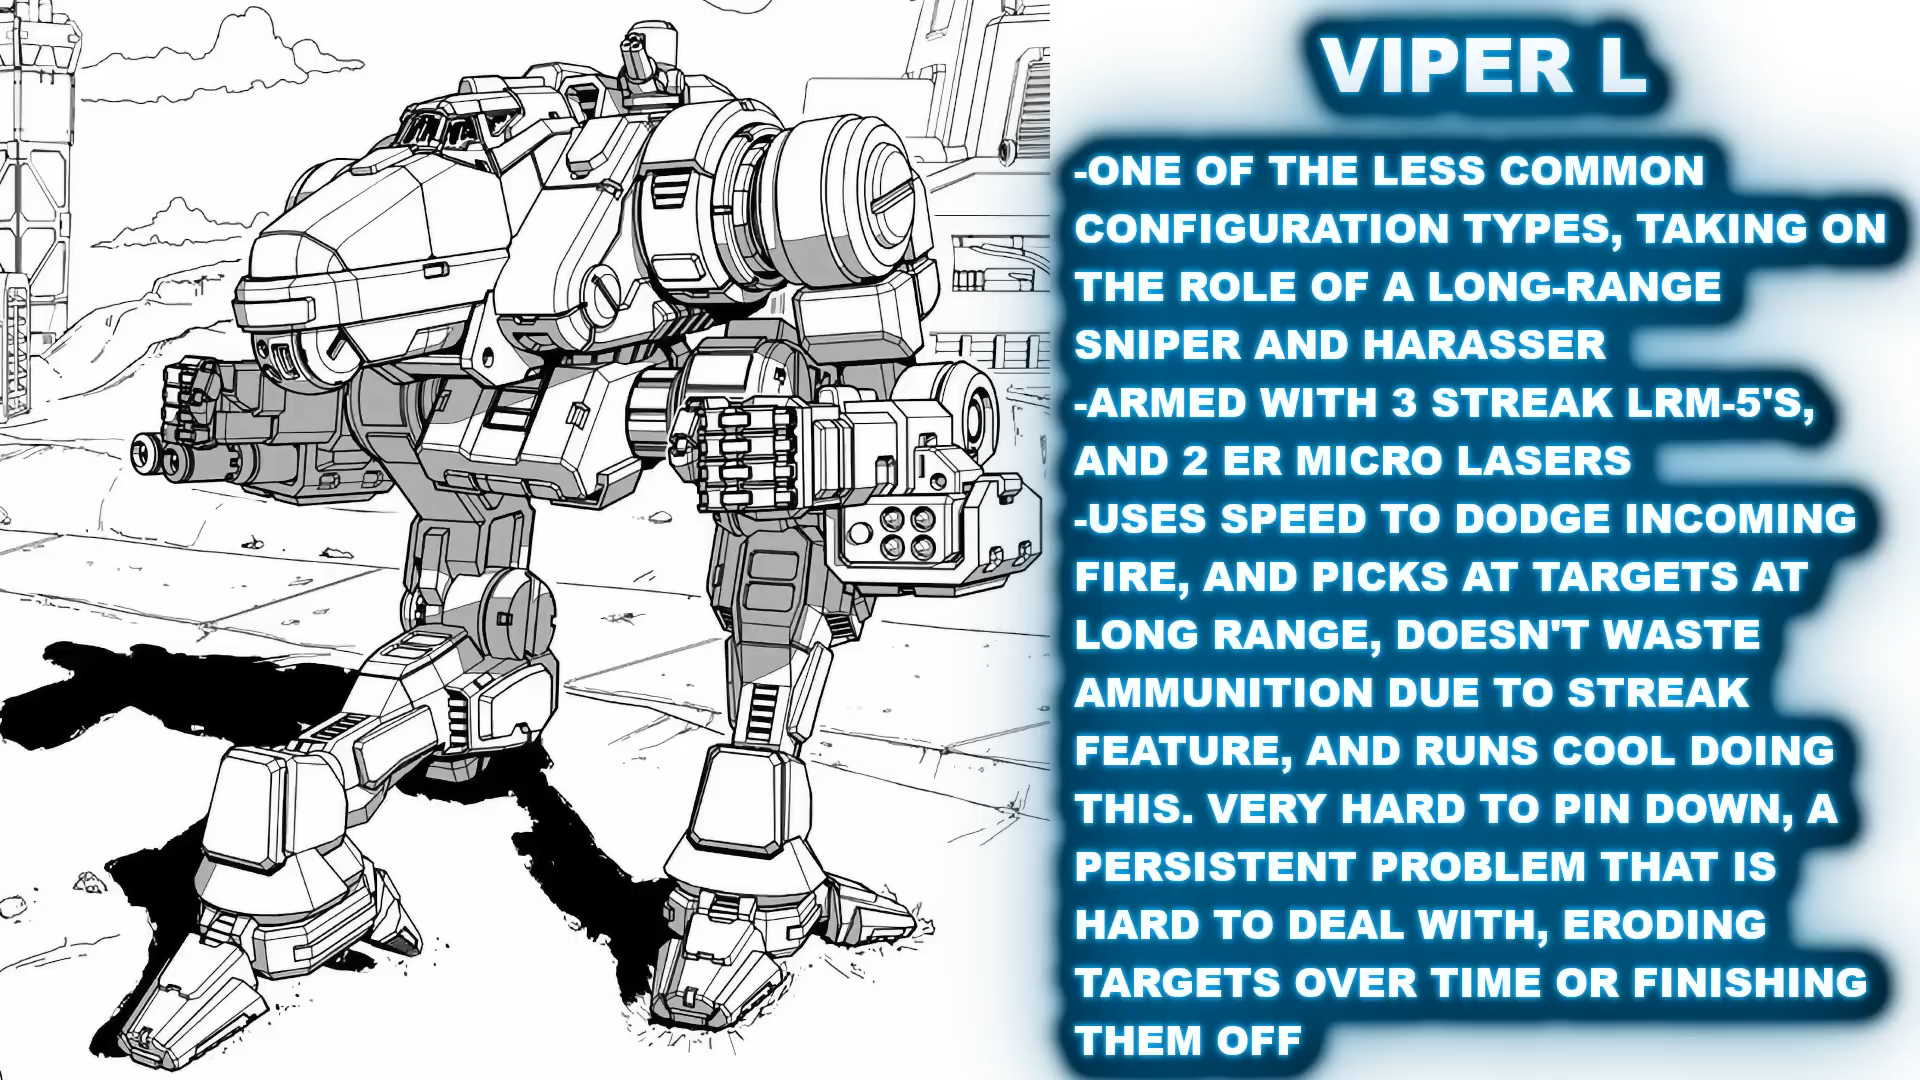 VIPER L
-ONE OF THE LESS COMMON
CONFIGURATION TYPES, TAKING ON
THE ROLE OF A LONG-RANGE
SNIPER AND HARASSER
-ARMED WITH 3 STREAK LRM-5'S,
AND 2 ER MICRO LASERS
-USES SPEED TO DODGE INCOMING
FIRE, AND PICKS AT TARGETS AT
LONG RANGE, DOESN'T WASTE
AMMUNITION DUE TO STREAK
FEATURE, AND RUNS COOL DOING
THIS. VERY HARD TO PIN DOWN, A
PERSISTENT PROBLEM THAT IS
HARD TO DEAL WITH, ERODING
TARGETS OVER TIME OR FINISHING
THEM OFF